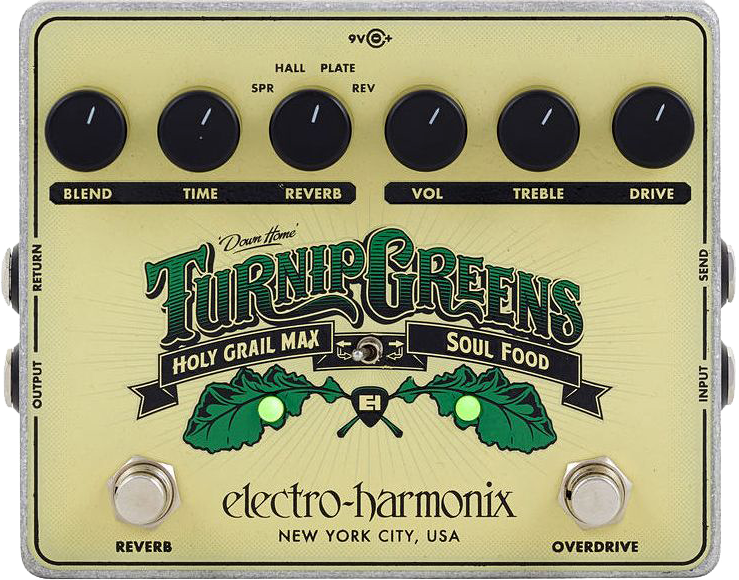 9V
HALL PLATE
SPR REV
BLEND TIME REVERB VOL TREBLE DRIVE
RETURN
SEND
'Down Home'
TURNIP GREENS
HOLY GRAIL MAX SOUL FOOD
OUTPUT
INPUT
EH
electro-harmonix
NEW YORK CITY, USA
REVERB OVERDRIVE